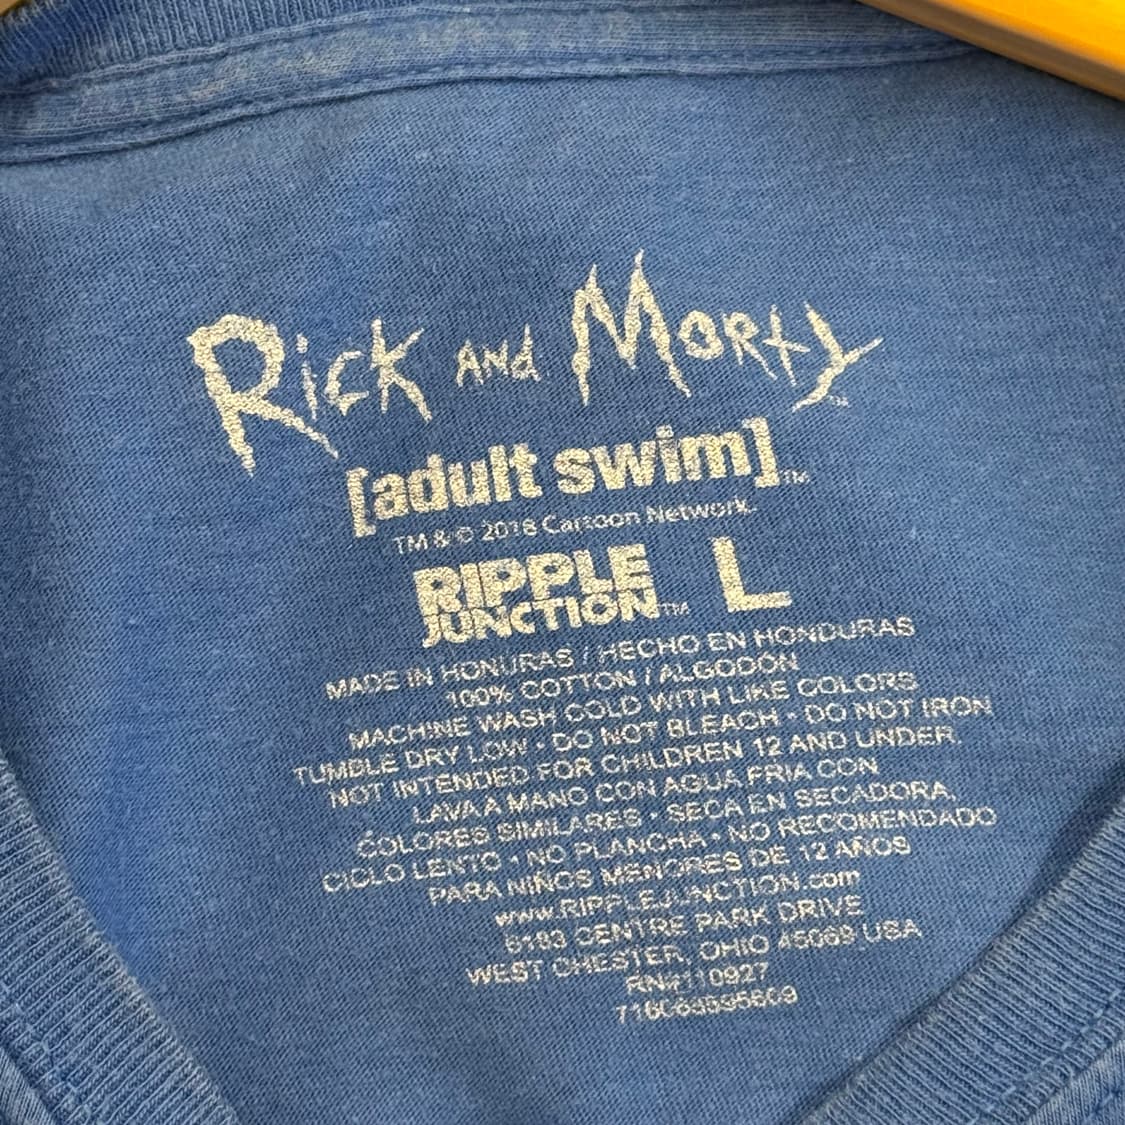 Rick and Morty™
[adult swim]™
TM & © 2018 Cartoon Network.
RIPPLE JUNCTION™ L
MADE IN HONURAS / HECHO EN HONDURAS
100% COTTON / ALGODÓN
MACHINE WASH COLD WITH LIKE COLORS
TUMBLE DRY LOW • DO NOT BLEACH • DO NOT IRON
NOT INTENDED FOR CHILDREN 12 AND UNDER.
LAVA A MANO CON AGUA FRIA CON
COLORES SIMILARES • SECA EN SECADORA,
CICLO LENTO • NO PLANCHA • NO RECOMENDADO
PARA NIÑOS MENORES DE 12 AÑOS
www.RIPPLEJUNCTION.com
6183 CENTRE PARK DRIVE
WEST CHESTER, OHIO 45069 USA
RN#110927